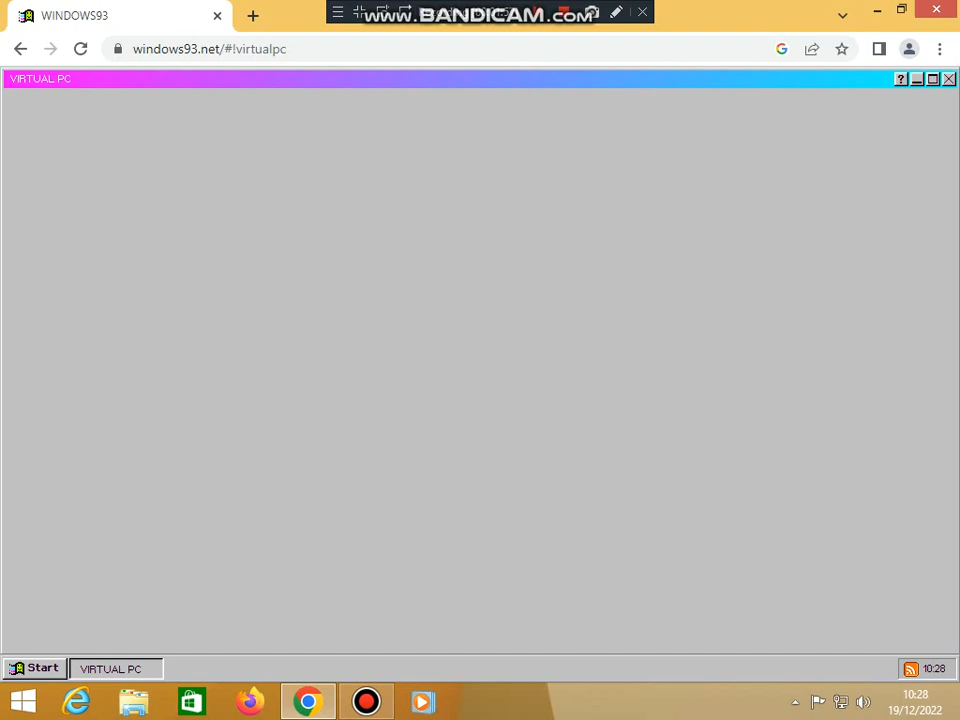 WINDOWS93
www.BANDICAM.com
windows93.net/#!virtualpc
VIRTUAL PC
Start
VIRTUAL PC
10:28
10:28
19/12/2022